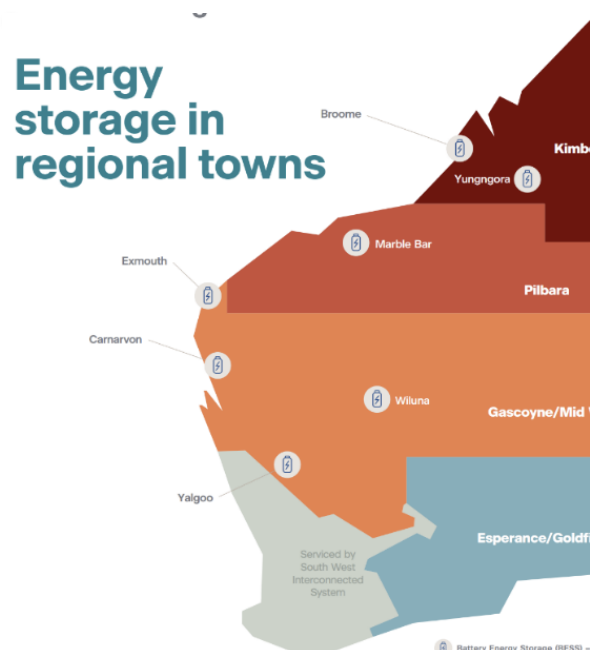 Energy
storage in
regional towns
Broome
Kimb
Yungngora
Marble Bar
Exmouth
Pilbara
Carnarvon
Wiluna
Gascoyne/Mid
Yalgoo
Esperance/Goldfi
Serviced by
South West
Interconnected
System
Battery Energy Storage (BESS) –